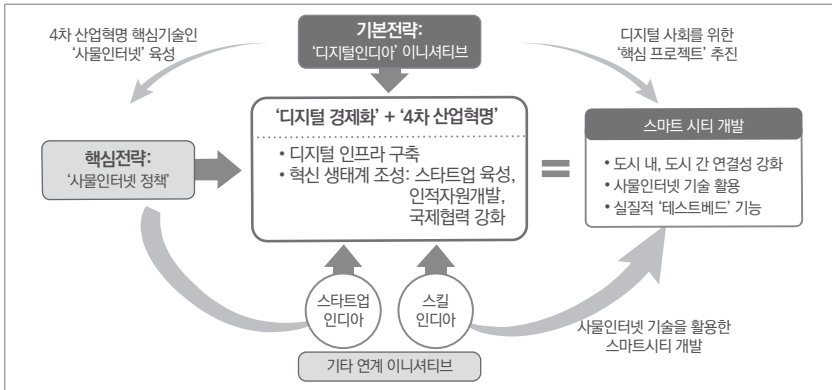 4차 산업혁명 핵심기술인
‘사물인터넷’ 육성
기본전략:
‘디지털인디아’ 이니셔티브
디지털 사회를 위한
‘핵심 프로젝트’ 추진
핵심전략:
‘사물인터넷 정책’
‘디지털 경제화’ + ‘4차 산업혁명’
• 디지털 인프라 구축
• 혁신 생태계 조성: 스타트업 육성,
인적자원개발,
국제협력 강화
=
스마트 시티 개발
• 도시 내, 도시 간 연결성 강화
• 사물인터넷 기술 활용
• 실질적 ‘테스트베드’ 기능
스타트업
인디아
스킬
인디아
기타 연계 이니셔티브
사물인터넷 기술을 활용한
스마트시티 개발